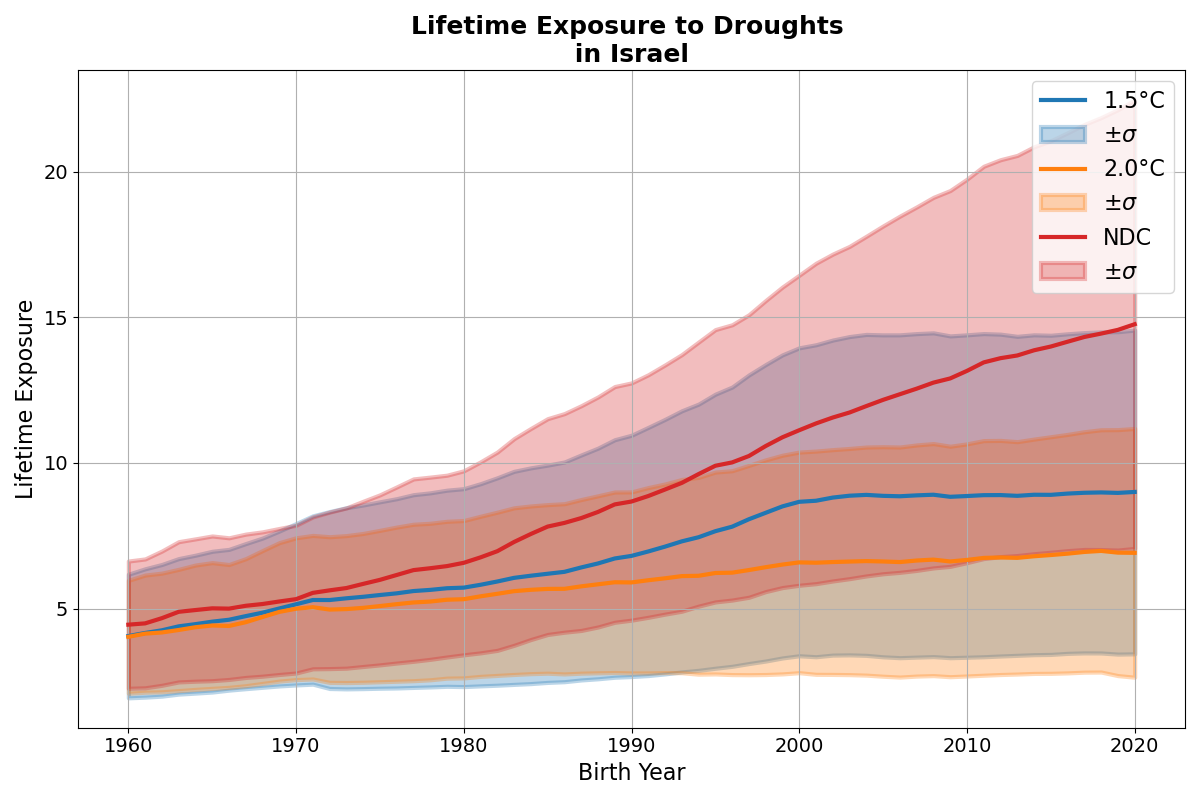 Lifetime Exposure to Droughts
in Israel
1.5°C
±σ
2.0°C
±σ
NDC
±σ
Lifetime Exposure
20
15
10
5
1960 1970 1980 1990 2000 2010 2020
Birth Year